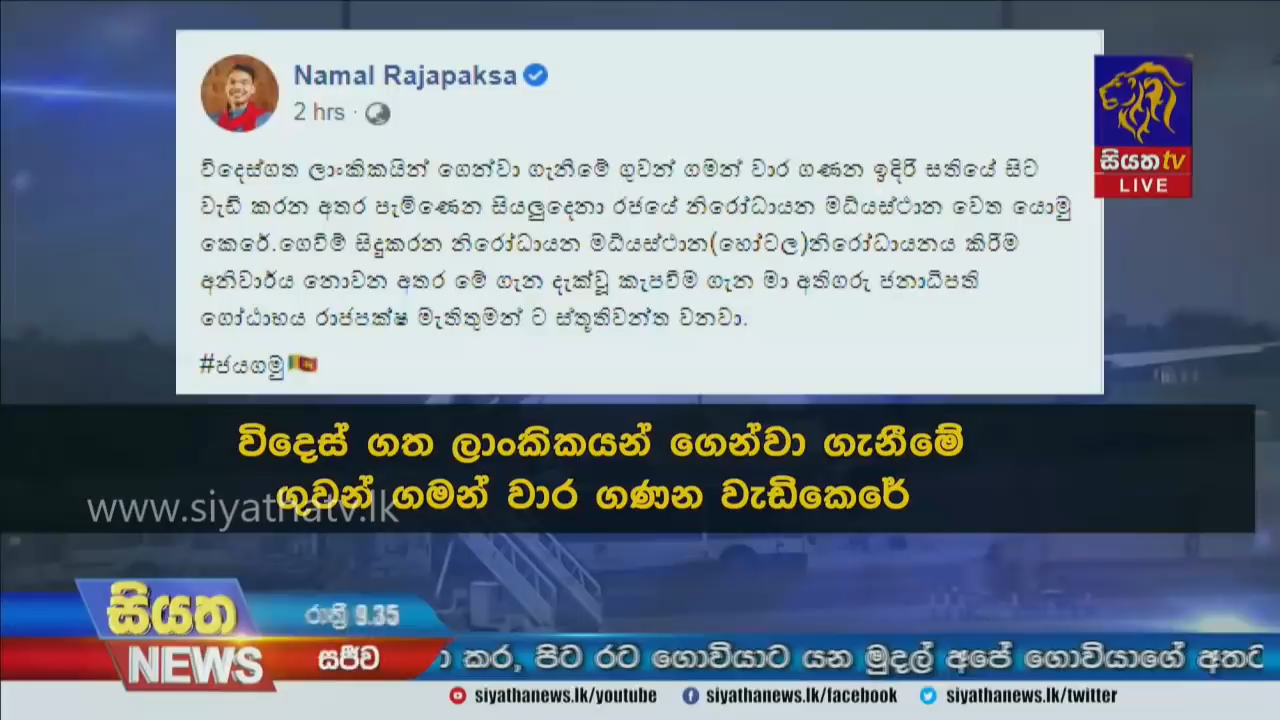 Namal Rajapaksa
2 hrs ·
විදෙස්ගත ලාංකිකයින් ගෙන්වා ගැනිමේ ගුවන් ගමන් වාර ගණන ඉදිරි සතියේ සිට
වැඩි කරන අතර පැමිණෙන සියලුදෙනා රජයේ නිරෝධායන මධ්යස්ථාන වෙත යොමු
කෙරේ.ගෙවීම් සිදුකරන නිරෝධායන මධ්යස්ථාන(හෝටල)නිරෝධායනය කිරීම
අනිවාර්ය නොවන අතර මේ ගැන දැක්වූ කැපවීම ගැන මා අතිගරු ජනාධිපති
ගෝඨාභය රාජපක්ෂ මැතිතුමන් ට ස්තූතිවන්ත වනවා.
#ජයගමු
සියත tv
LIVE
විදෙස් ගත ලාංකිකයන් ගෙන්වා ගැනීමේ
ගුවන් ගමන් වාර ගණන වැඩිකෙරේ
www.siyathatv.lk
සියත
NEWS
රාත්‍රී 9.35
සජීව
කර, පිට රට ගොවියාට යන මුදල් අපේ ගොවියාගේ
siyathanews.lk/youtube
siyathanews.lk/facebook
siyathanews.lk/twitter